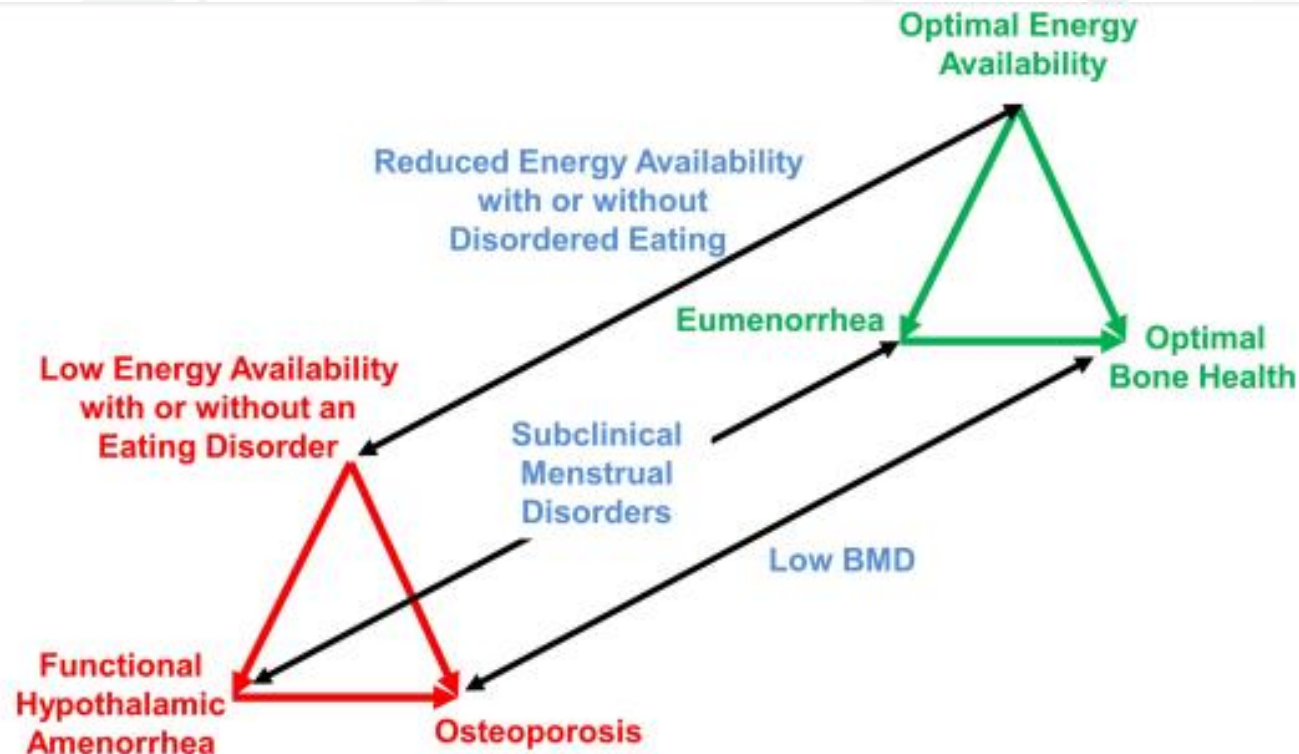 Optimal Energy
Availability
Reduced Energy Availability
with or without
Disordered Eating
Eumenorrhea
Optimal
Bone Health
Low Energy Availability
with or without an
Eating Disorder
Subclinical
Menstrual
Disorders
Low BMD
Functional
Hypothalamic
Amenorrhea
Osteoporosis